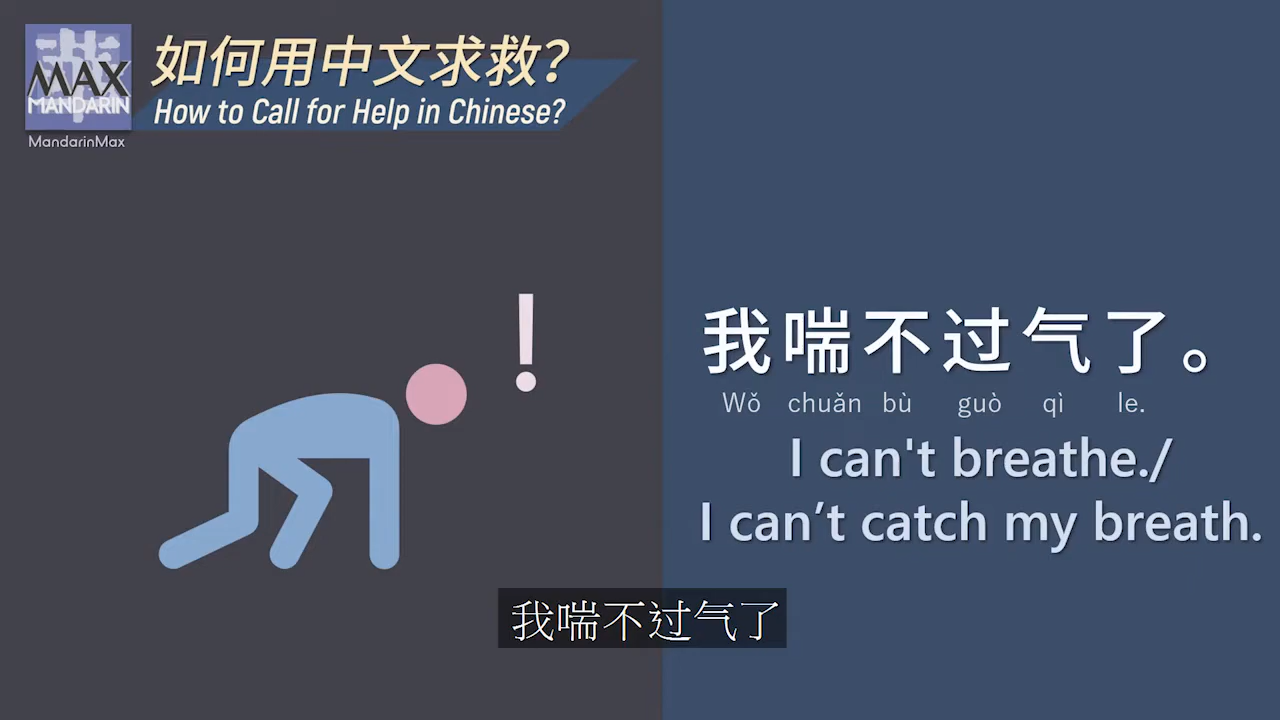 MAX
MANDARIN
MandarinMax
如何用中文求救？
How to Call for Help in Chinese?
我喘不过气了。
Wǒ chuǎn bù guò qì le.
I can't breathe./
I can’t catch my breath.
我喘不过气了